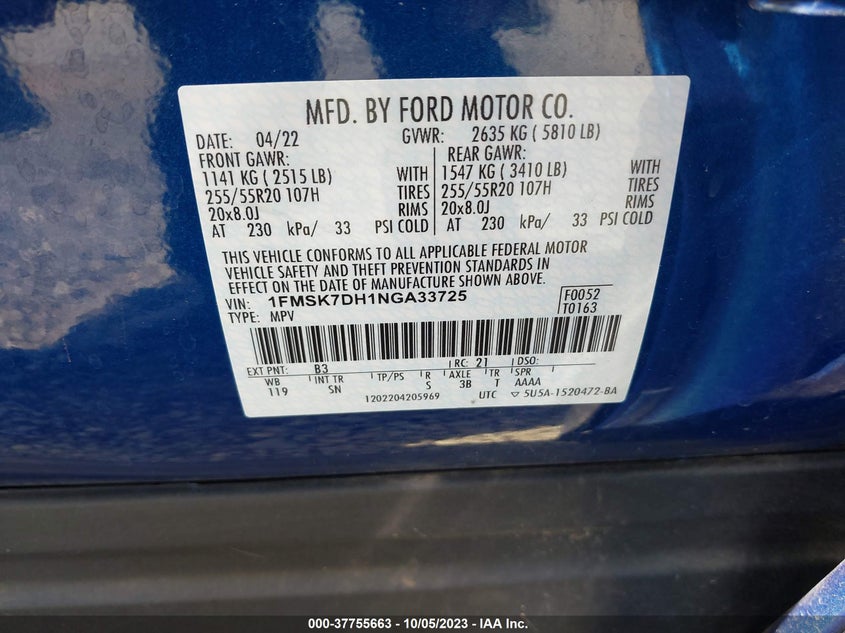 MFD. BY FORD MOTOR CO.
DATE: 04/22 GVWR: 2635 KG ( 5810 LB)
FRONT GAWR: REAR GAWR:
1141 KG ( 2515 LB) WITH 1547 KG ( 3410 LB) WITH
255/55R20 107H TIRES 255/55R20 107H TIRES
20x8.0J RIMS 20x8.0J RIMS
AT 230 kPa/ 33 PSI COLD AT 230 kPa/ 33 PSI COLD
THIS VEHICLE CONFORMS TO ALL APPLICABLE FEDERAL MOTOR
VEHICLE SAFETY AND THEFT PREVENTION STANDARDS IN
EFFECT ON THE DATE OF MANUFACTURE SHOWN ABOVE.
VIN: 1FMSK7DH1NGA33725 F0052
TYPE: MPV T0163
EXT PNT: B3 RC: 21 DSO:
WB INT TR TP/PS R AXLE TR SPR
119 SN S 3B T AAAA
1202204205969 UTC ▽ 5U5A-1520472-BA
000-37755663 - 10/05/2023 - IAA Inc.